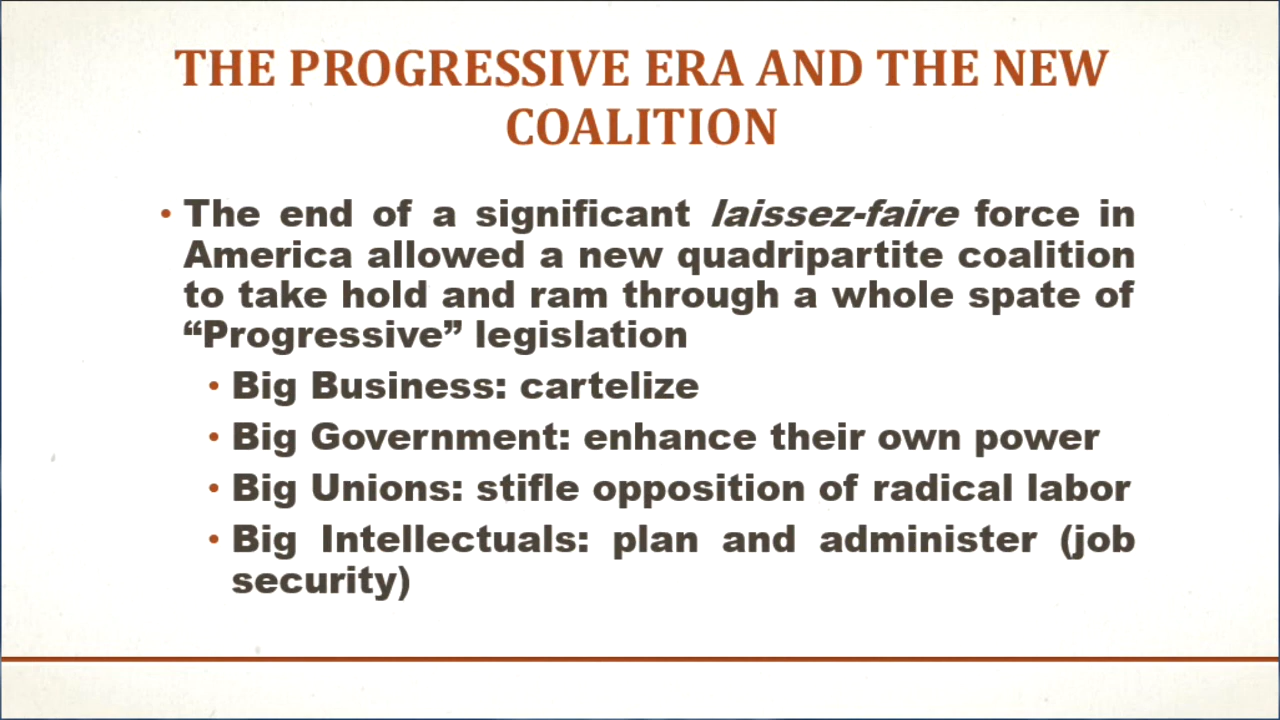 THE PROGRESSIVE ERA AND THE NEW
COALITION
• The end of a significant laissez-faire force in
America allowed a new quadripartite coalition
to take hold and ram through a whole spate of
“Progressive” legislation
• Big Business: cartelize
• Big Government: enhance their own power
• Big Unions: stifle opposition of radical labor
• Big Intellectuals: plan and administer (job
security)